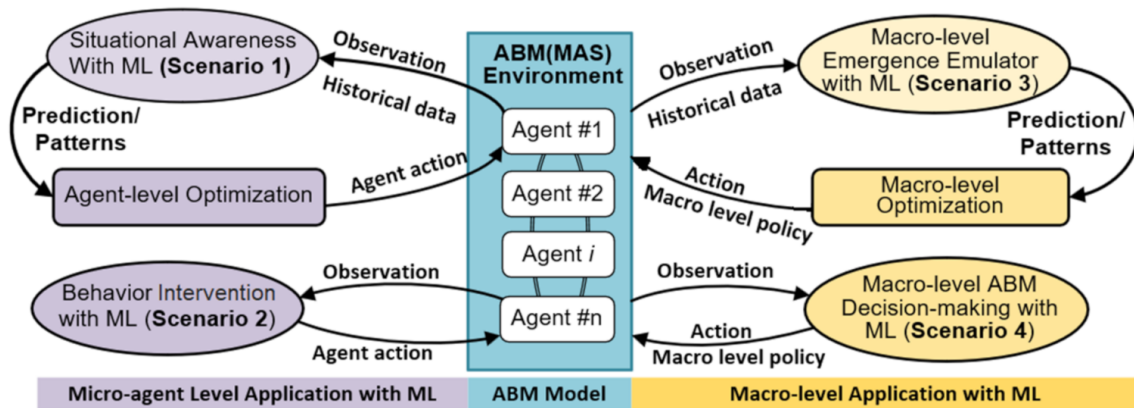 Situational Awareness
With ML (Scenario 1)
Prediction/
Patterns
Agent-level Optimization
Observation
Historical data
Agent action
Behavior Intervention
with ML (Scenario 2)
Observation
Agent action
ABM(MAS)
Environment
Agent #1
Agent #2
Agent i
Agent #n
Observation
Historical data
Macro-level
Emergence Emulator
with ML (Scenario 3)
Prediction/
Patterns
Macro-level
Optimization
Action
Macro level policy
Observation
Action
Macro level policy
Macro-level ABM
Decision-making with
ML (Scenario 4)
Micro-agent Level Application with ML
ABM Model
Macro-level Application with ML